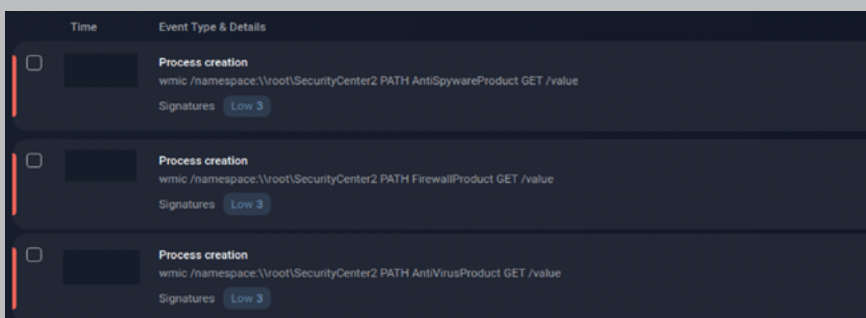 Time Event Type & Details
Process creation
wmic /namespace:\\root\SecurityCenter2 PATH AntiSpywareProduct GET /value
Signatures Low 3
Process creation
wmic /namespace:\\root\SecurityCenter2 PATH FirewallProduct GET /value
Signatures Low 3
Process creation
wmic /namespace:\\root\SecurityCenter2 PATH AntiVirusProduct GET /value
Signatures Low 3